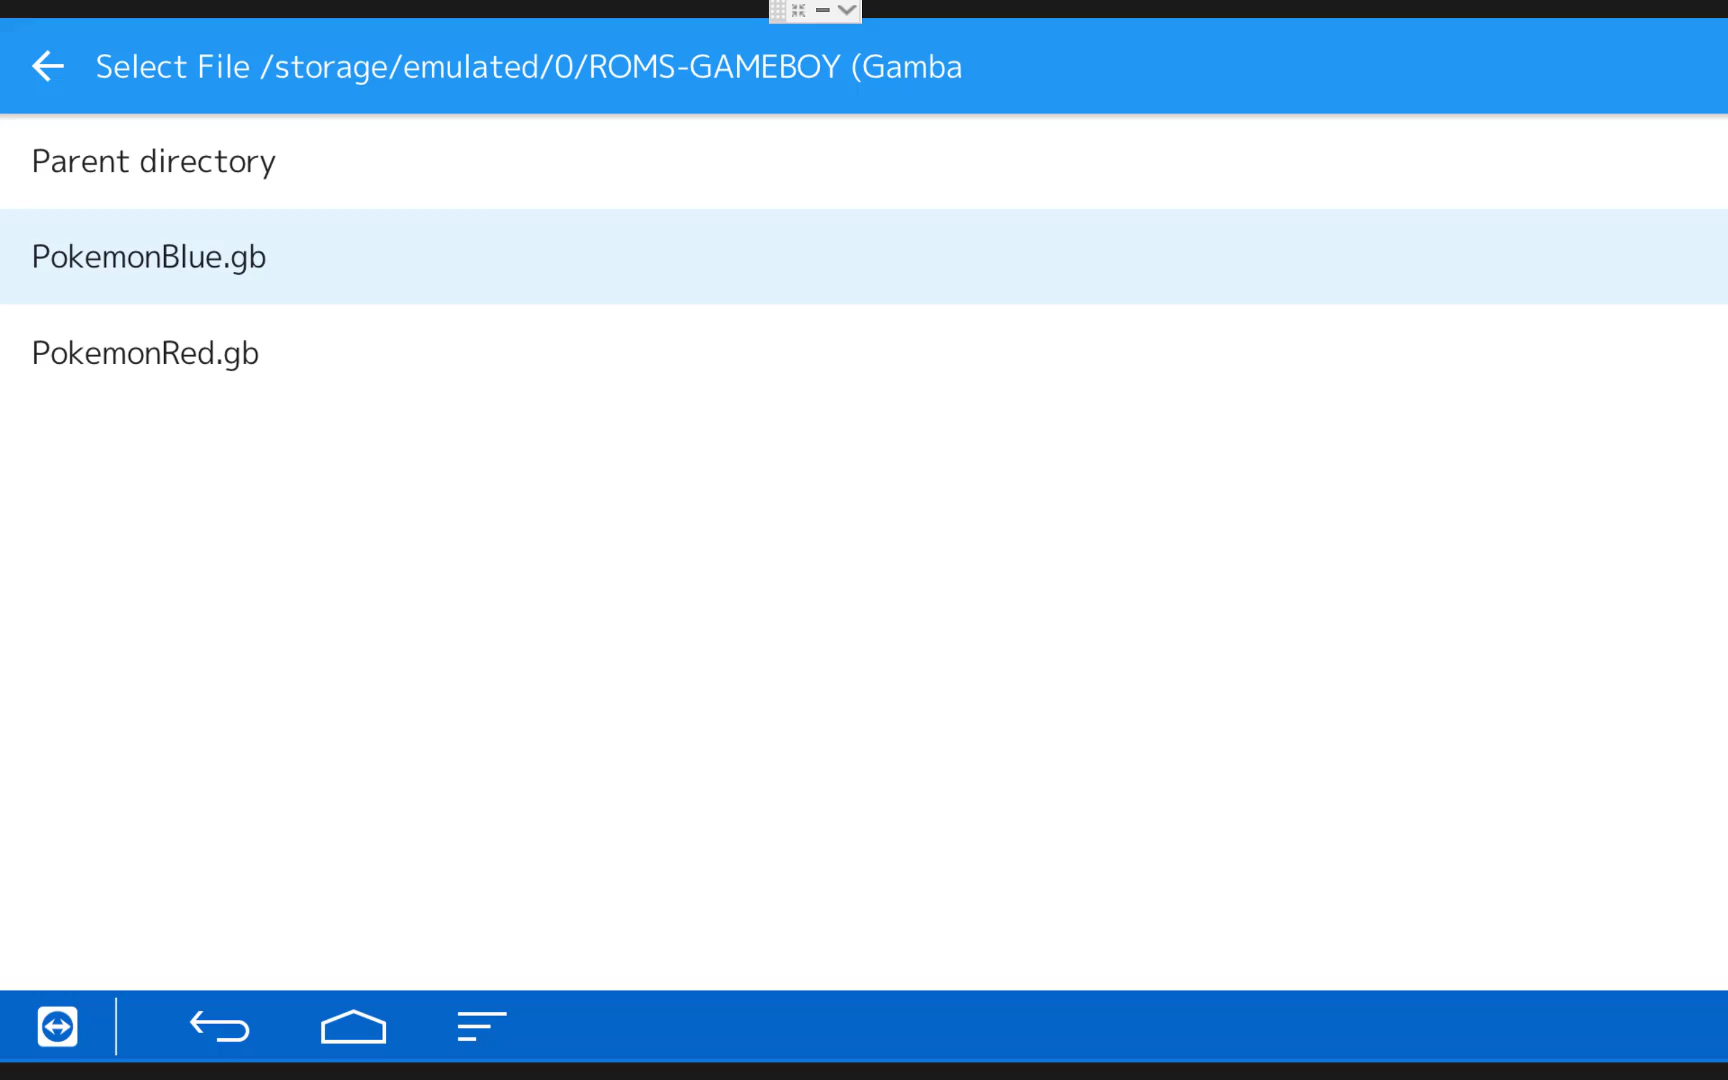 Select File /storage/emulated/0/ROMS-GAMEBOY (Gamba
Parent directory
PokemonBlue.gb
PokemonRed.gb